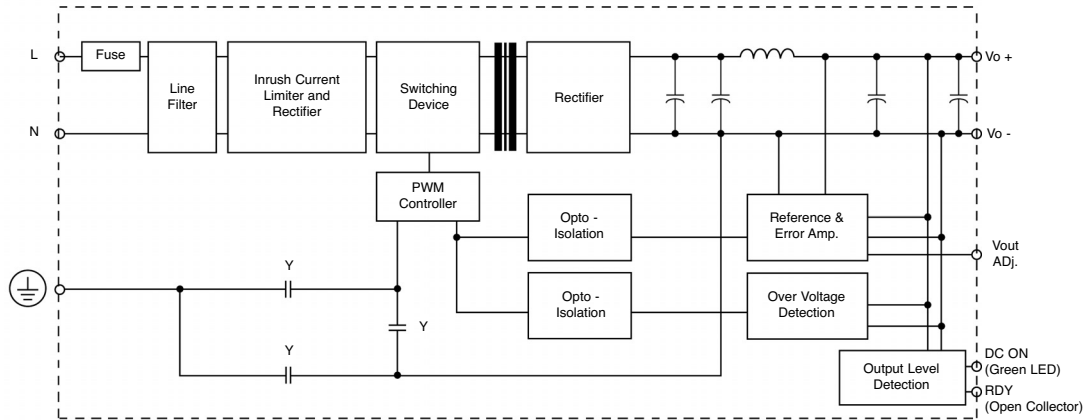 L
Fuse
Line
Filter
Inrush Current
Limiter and
Rectifier
Switching
Device
Rectifier
Vo +
N
Vo -
PWM
Controller
Opto -
Isolation
Reference &
Error Amp.
Vout
ADj.
Y
Opto -
Isolation
Over Voltage
Detection
Y
Y
Output Level
Detection
DC ON
(Green LED)
RDY
(Open Collector)